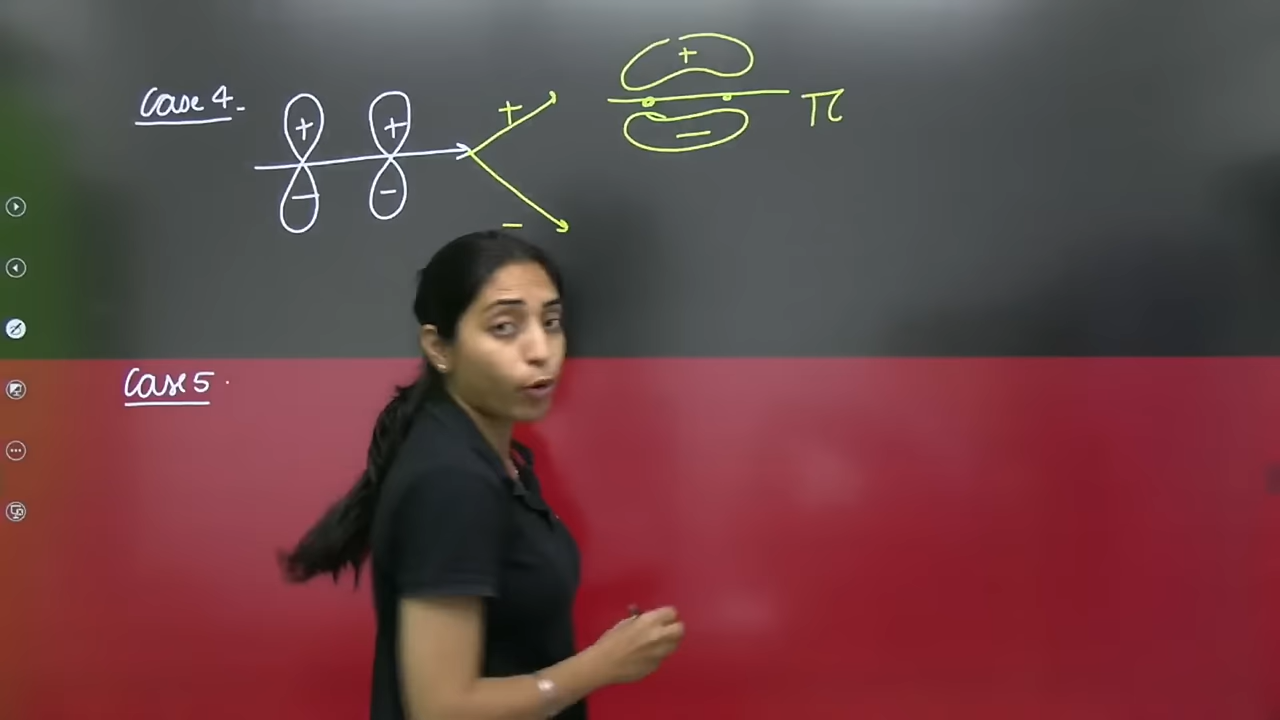 Case 4.
+ + + + π
- - - -
Case 5.